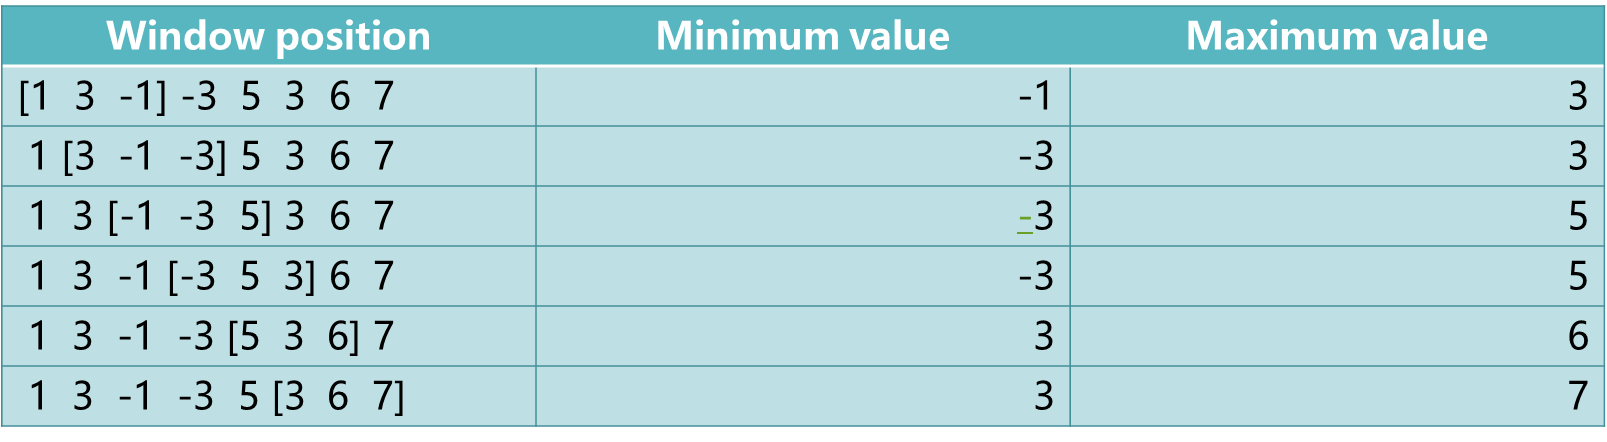 Window position Minimum value Maximum value
[1 3 -1] -3 5 3 6 7 -1 3
1 [3 -1 -3] 5 3 6 7 -3 3
1 3 [-1 -3 5] 3 6 7 -3 5
1 3 -1 [-3 5 3] 6 7 -3 5
1 3 -1 -3 [5 3 6] 7 3 6
1 3 -1 -3 5 [3 6 7] 3 7